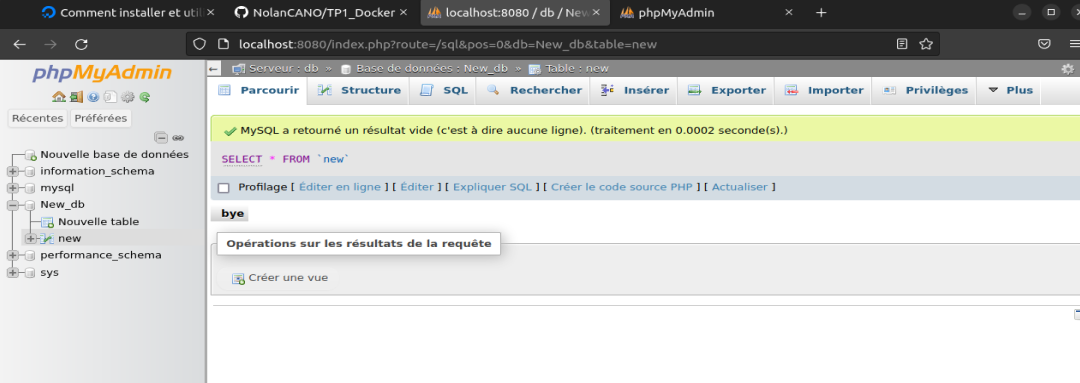 Comment installer et util
NolanCANO/TP1_Docker
localhost:8080 / db / New
phpMyAdmin
localhost:8080/index.php?route=/sql&pos=0&db=New_db&table=new
phpMyAdmin
Récentes Préférées
Nouvelle base de données
information_schema
mysql
New_db
Nouvelle table
new
performance_schema
sys
Serveur : db » Base de données : New_db » Table : new
Parcourir Structure SQL Rechercher Insérer Exporter Importer Privilèges Plus
MySQL a retourné un résultat vide (c'est à dire aucune ligne). (traitement en 0.0002 seconde(s).)
SELECT * FROM `new`
Profilage [ Éditer en ligne ] [ Éditer ] [ Expliquer SQL ] [ Créer le code source PHP ] [ Actualiser ]
bye
Opérations sur les résultats de la requête
Créer une vue